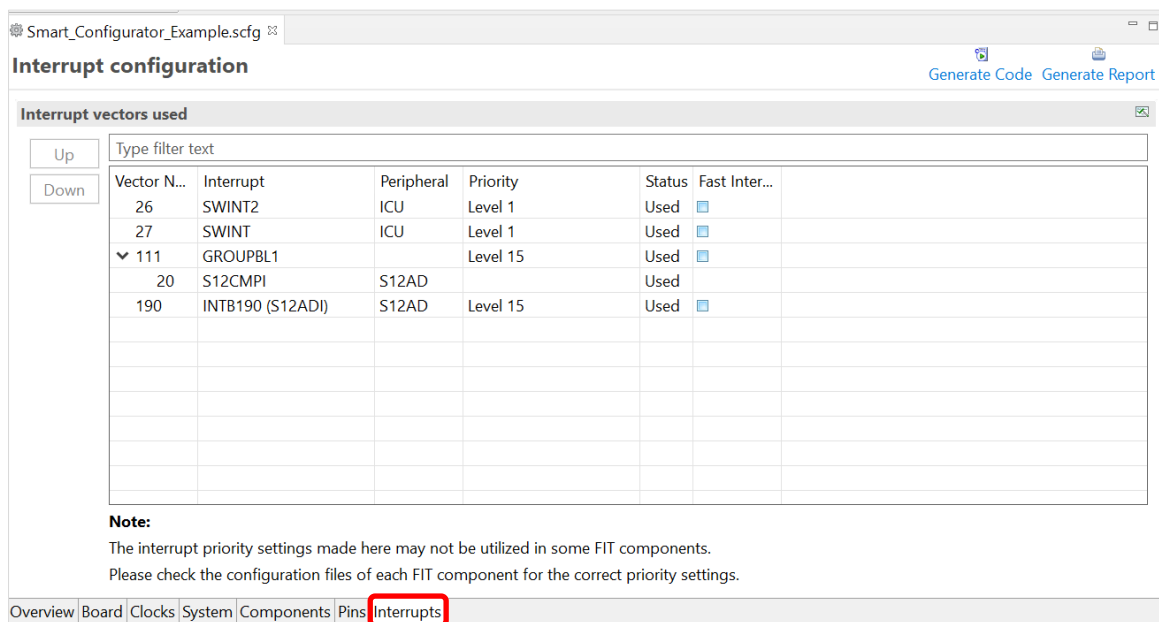 Smart_Configurator_Example.scfg
Interrupt configuration
Generate Code Generate Report
Interrupt vectors used
Up
Down
Type filter text
Vector N... Interrupt Peripheral Priority Status Fast Inter...
26 SWINT2 ICU Level 1 Used
27 SWINT ICU Level 1 Used
111 GROUPBL1 Level 15 Used
20 S12CMPI S12AD Used
190 INTB190 (S12ADI) S12AD Level 15 Used
Note:
The interrupt priority settings made here may not be utilized in some FIT components.
Please check the configuration files of each FIT component for the correct priority settings.
Overview Board Clocks System Components Pins Interrupts